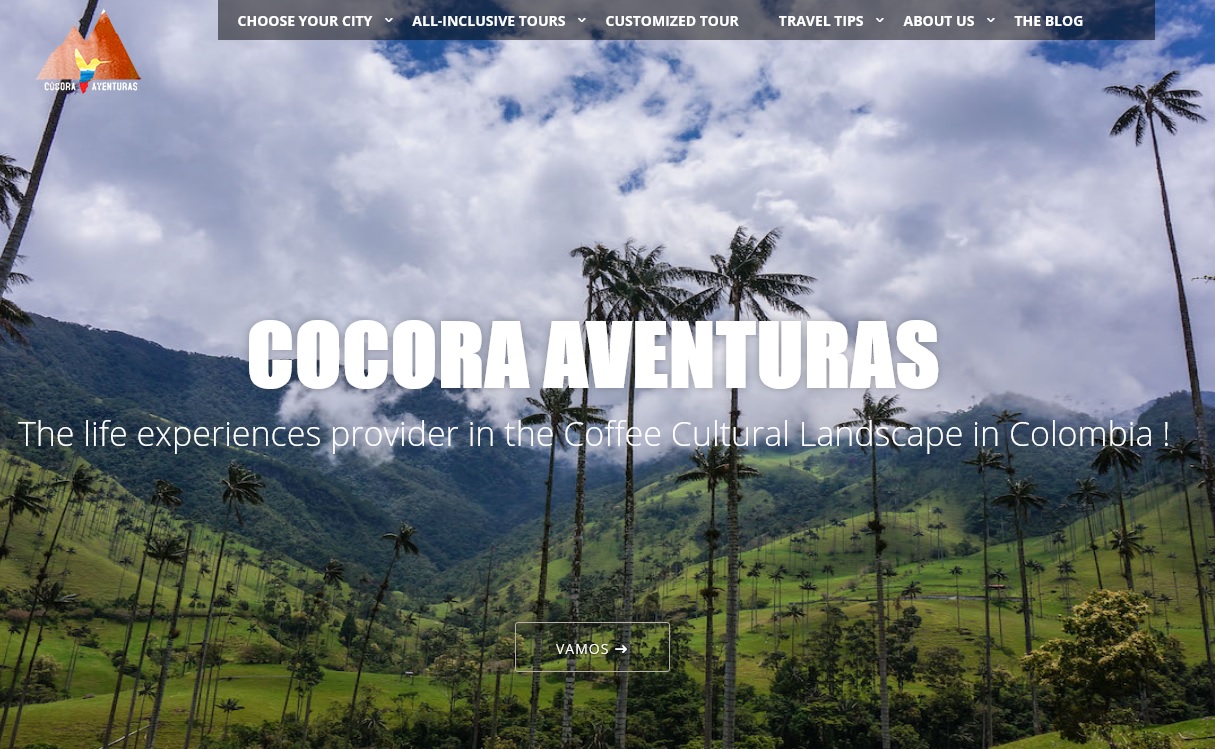 CHOOSE YOUR CITY ALL-INCLUSIVE TOURS CUSTOMIZED TOUR TRAVEL TIPS ABOUT US THE BLOG
COCORA AVENTURAS
COCORA AVENTURAS
The life experiences provider in the Coffee Cultural Landscape in Colombia !
VAMOS →